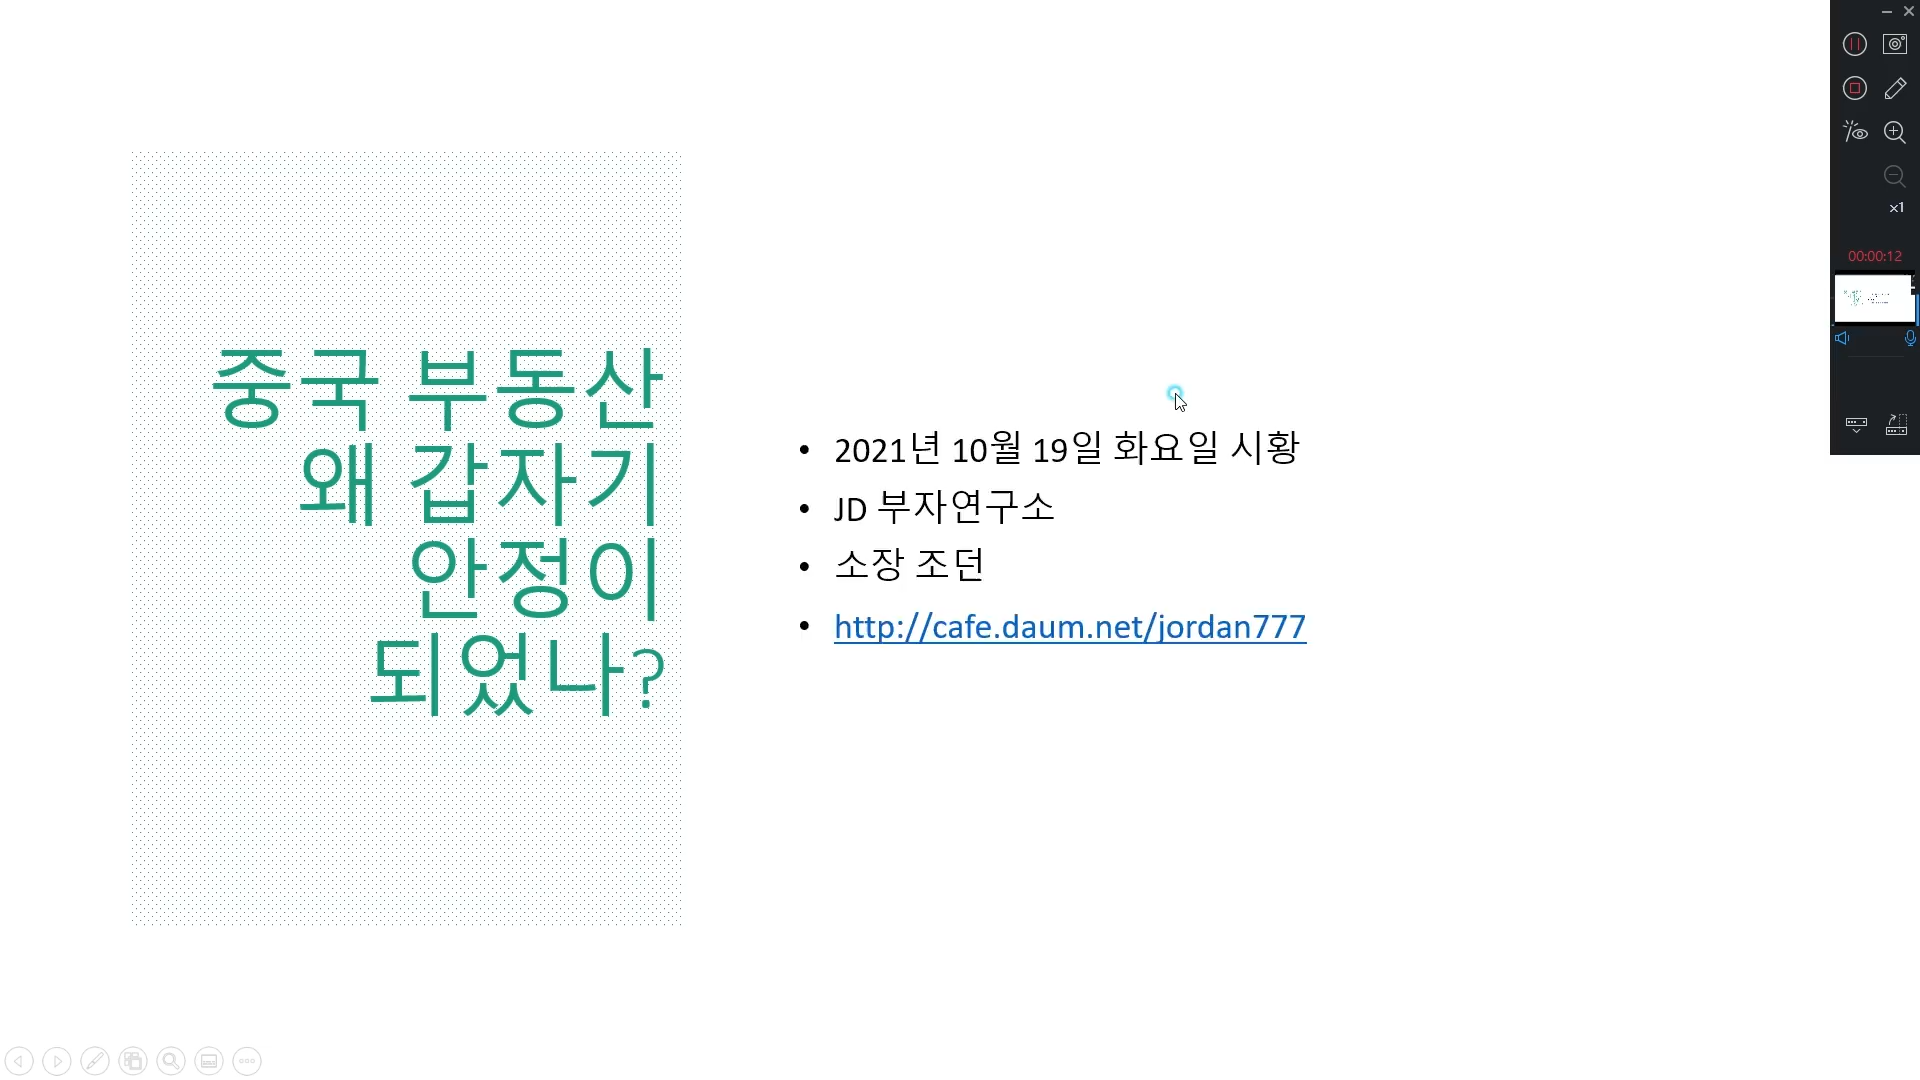 중국 부동산
왜 갑자기
안정이
되었나?
• 2021년 10월 19일 화요일 시황
• JD 부자연구소
• 소장 조던
• http://cafe.daum.net/jordan777
x1
00:00:12